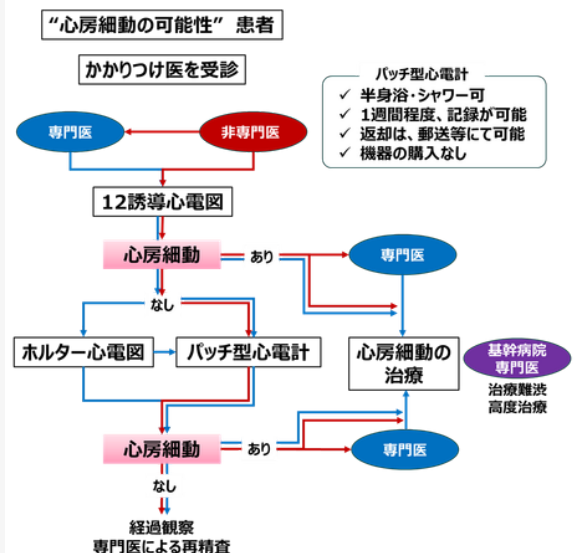 “心房細動の可能性” 患者
かかりつけ医を受診
パッチ型心電計
✓ 半身浴・シャワー可
✓ 1週間程度、記録が可能
✓ 返却は、郵送等にて可能
✓ 機器の購入なし
専門医
非専門医
12誘導心電図
心房細動
あり
専門医
なし
ホルター心電図
パッチ型心電計
心房細動の
治療
基幹病院
専門医
治療難渋
高度治療
心房細動
あり
専門医
なし
経過観察
専門医による再精査